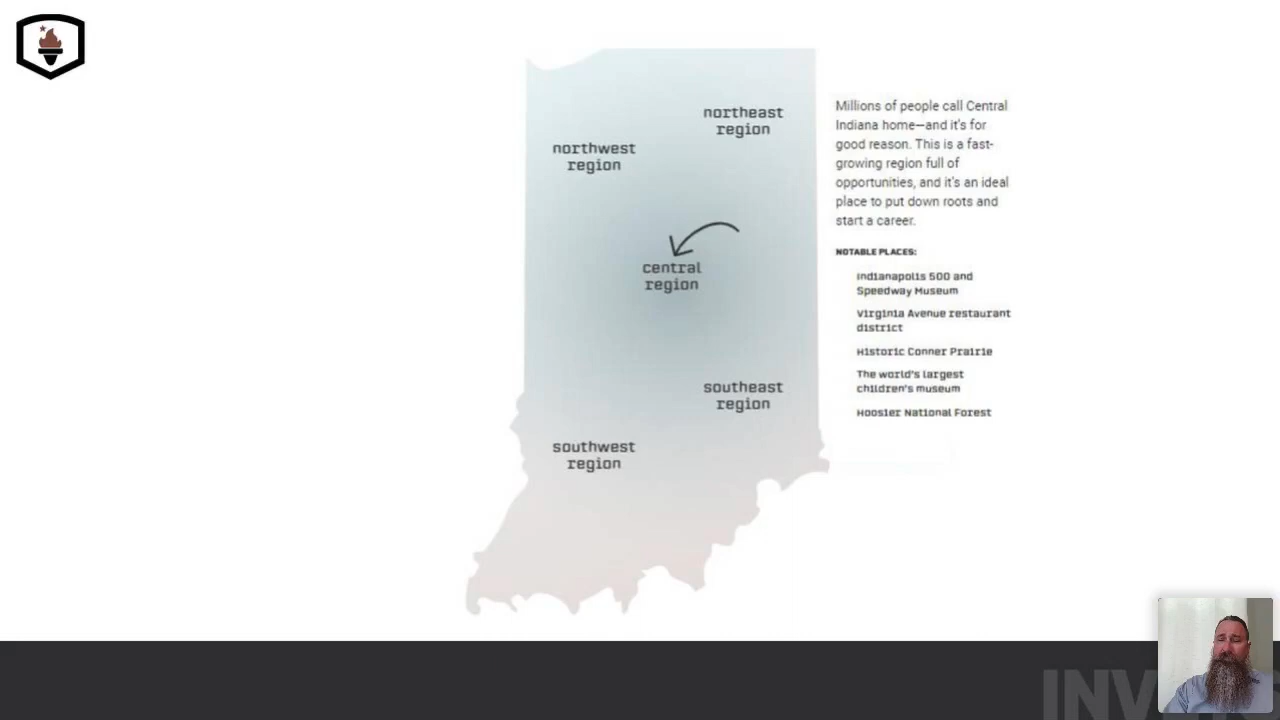 northeast
region
northwest
region
central
region
southeast
region
southwest
region
Millions of people call Central
Indiana home—and it's for
good reason. This is a fast-
growing region full of
opportunities, and it's an ideal
place to put down roots and
start a career.
NOTABLE PLACES:
Indianapolis 500 and
Speedway Museum
Virginia Avenue restaurant
district
Historic Conner Prairie
The world's largest
children's museum
Hoosier National Forest